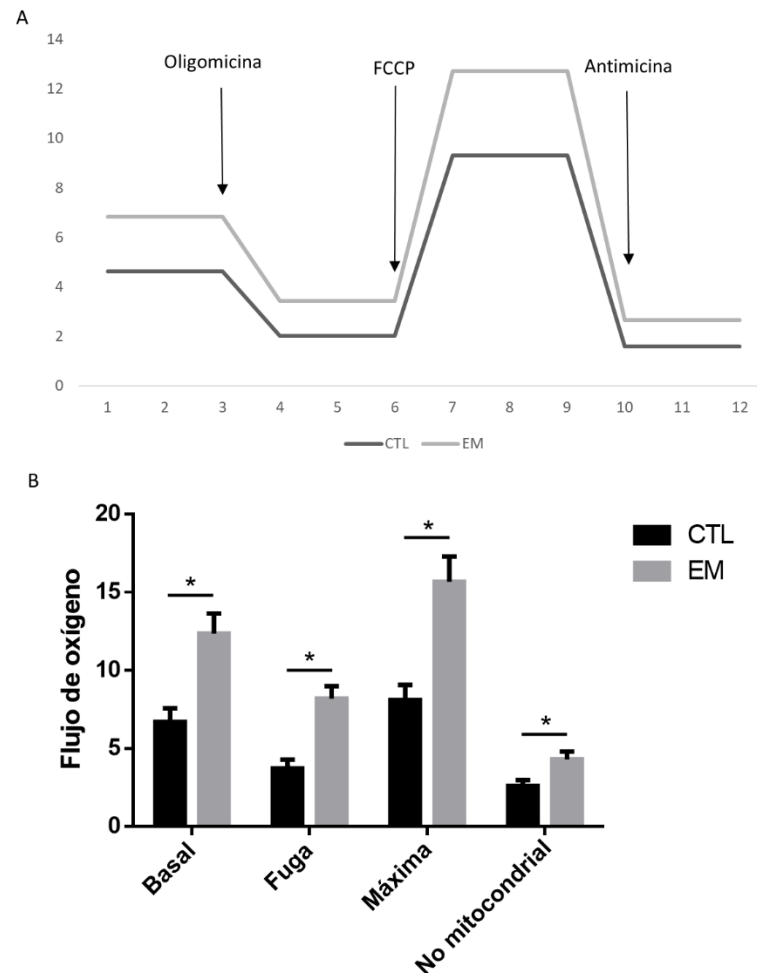 A
14
Oligomicina
FCCP
Antimicina
12
10
8
6
4
2
0
1 2 3 4 5 6 7 8 9 10 11 12
CTL EM
B
20
* CTL
* EM
15
*
10
*
5
0
Flujo de oxígeno
Basal
Fuga
Máxima
No mitocondrial